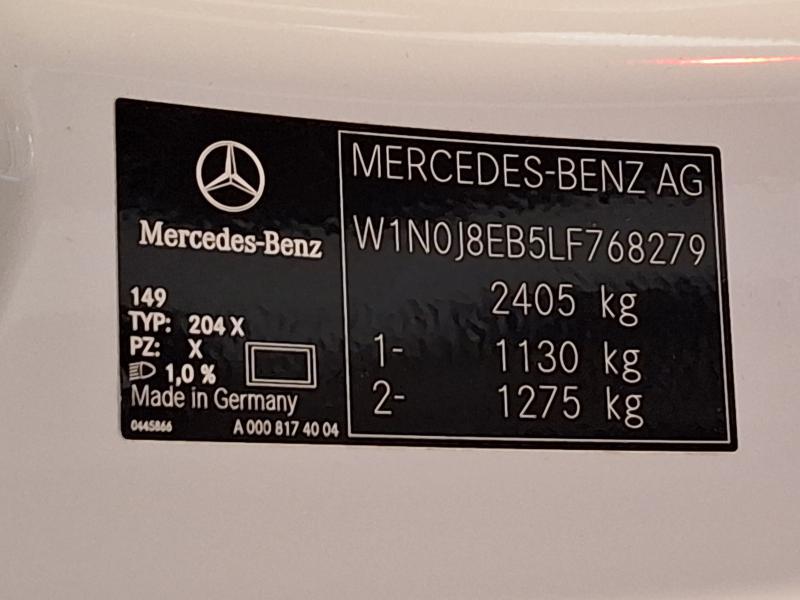 Mercedes-Benz
149
TYP: 204 X
PZ: X
1,0 %
Made in Germany
0445866
A 000 817 40 04
MERCEDES-BENZ AG
W1N0J8EB5LF768279
2405 kg
1- 1130 kg
2- 1275 kg